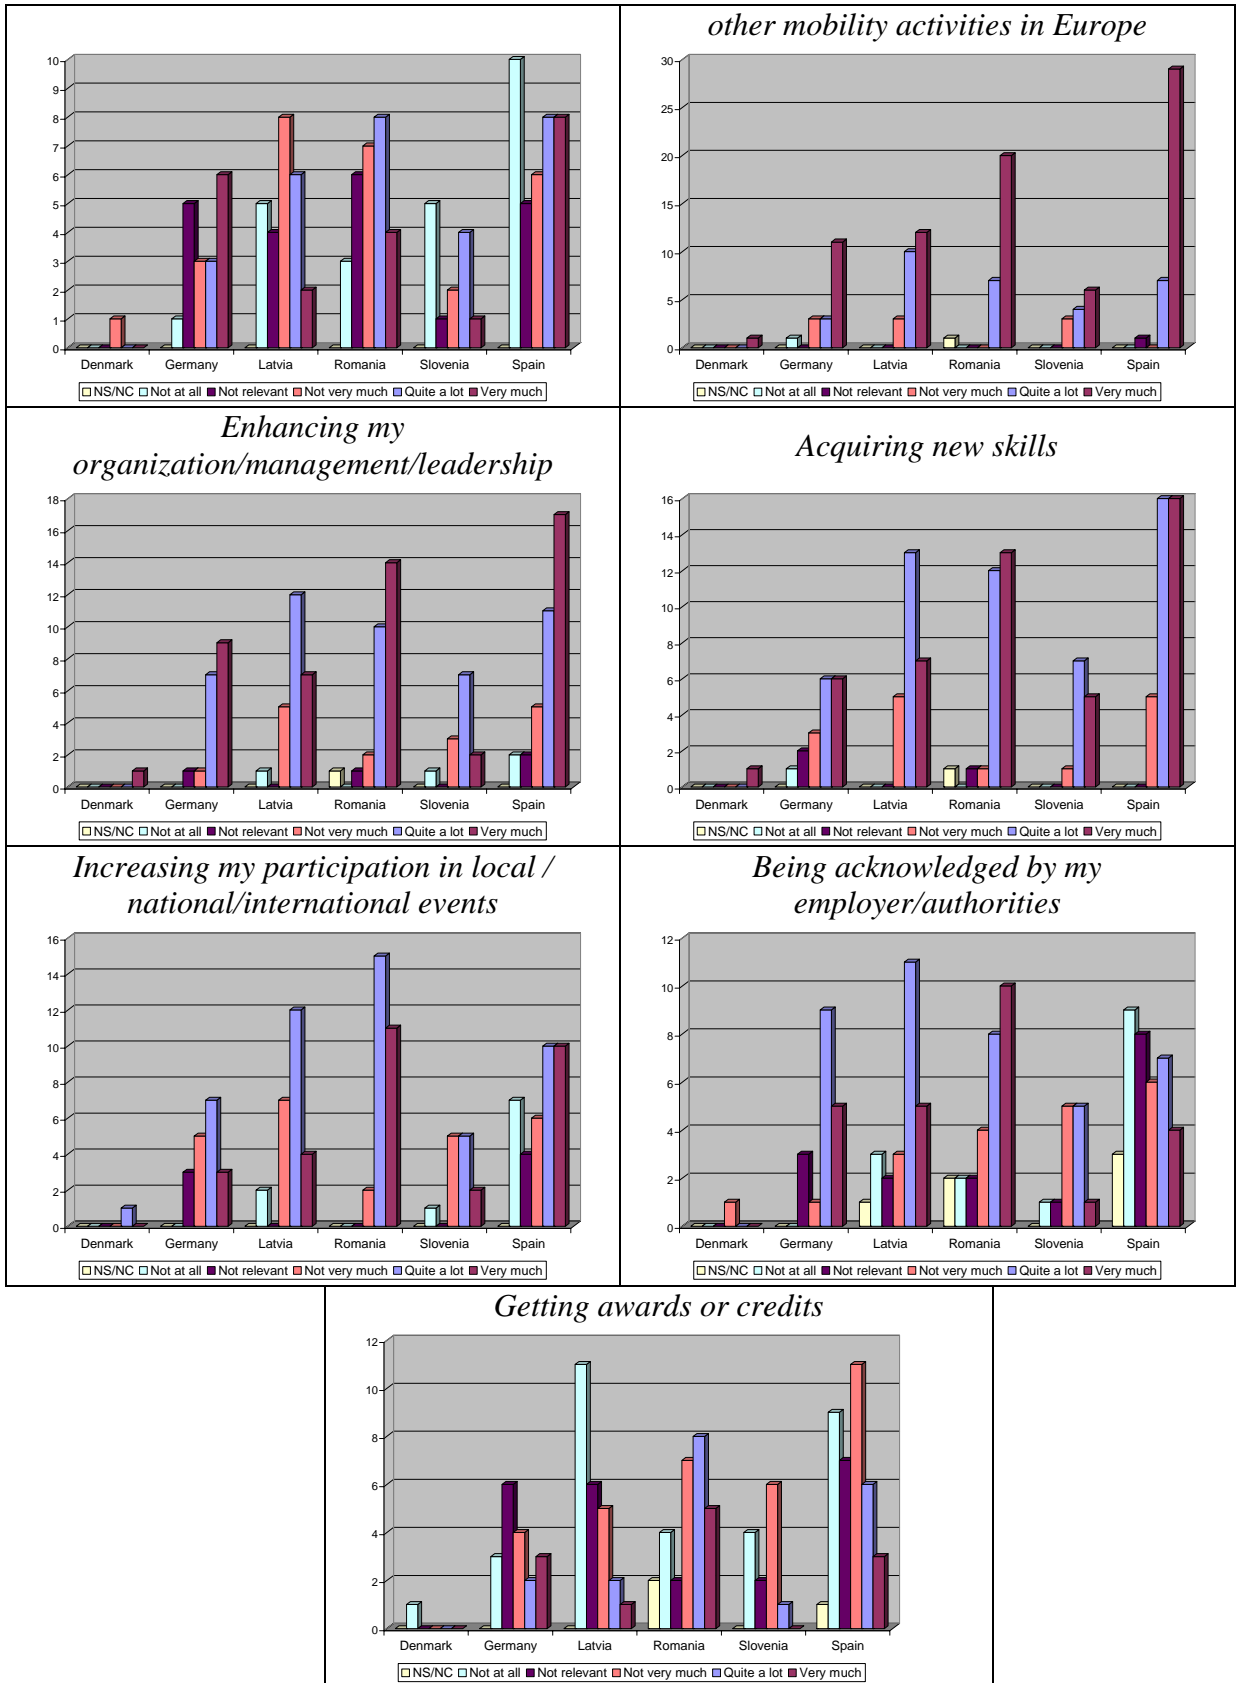 other mobility activities in Europe
10
9
8
7
6
5
4
3
2
1
0
Denmark Germany Latvia Romania Slovenia Spain
NS/NC Not at all Not relevant Not very much Quite a lot Very much
30
25
20
15
10
5
0
Denmark Germany Latvia Romania Slovenia Spain
NS/NC Not at all Not relevant Not very much Quite a lot Very much
Enhancing my
organization/management/leadership
18
16
14
12
10
8
6
4
2
0
Denmark Germany Latvia Romania Slovenia Spain
NS/NC Not at all Not relevant Not very much Quite a lot Very much
Acquiring new skills
16
14
12
10
8
6
4
2
0
Denmark Germany Latvia Romania Slovenia Spain
NS/NC Not at all Not relevant Not very much Quite a lot Very much
Increasing my participation in local /
national/international events
16
14
12
10
8
6
4
2
0
Denmark Germany Latvia Romania Slovenia Spain
NS/NC Not at all Not relevant Not very much Quite a lot Very much
Being acknowledged by my
employer/authorities
12
10
8
6
4
2
0
Denmark Germany Latvia Romania Slovenia Spain
NS/NC Not at all Not relevant Not very much Quite a lot Very much
Getting awards or credits
12
10
8
6
4
2
0
Denmark Germany Latvia Romania Slovenia Spain
NS/NC Not at all Not relevant Not very much Quite a lot Very much